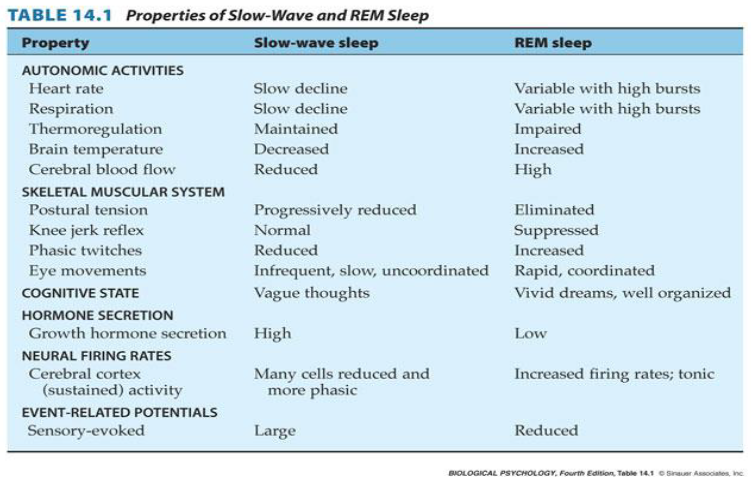 TABLE 14.1 Properties of Slow-Wave and REM Sleep
Property Slow-wave sleep REM sleep
AUTONOMIC ACTIVITIES
Heart rate Slow decline Variable with high bursts
Respiration Slow decline Variable with high bursts
Thermoregulation Maintained Impaired
Brain temperature Decreased Increased
Cerebral blood flow Reduced High
SKELETAL MUSCULAR SYSTEM
Postural tension Progressively reduced Eliminated
Knee jerk reflex Normal Suppressed
Phasic twitches Reduced Increased
Eye movements Infrequent, slow, uncoordinated Rapid, coordinated
COGNITIVE STATE Vague thoughts Vivid dreams, well organized
HORMONE SECRETION
Growth hormone secretion High Low
NEURAL FIRING RATES
Cerebral cortex Many cells reduced and Increased firing rates; tonic
(sustained) activity more phasic
EVENT-RELATED POTENTIALS
Sensory-evoked Large Reduced
BIOLOGICAL PSYCHOLOGY, Fourth Edition, Table 14.1 © Sinauer Associates, Inc.